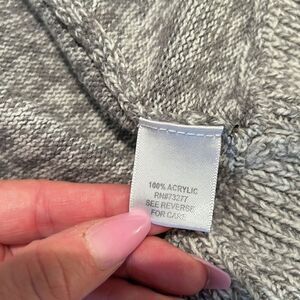 100% ACRYLIC
RN#73277
SEE REVERSE
FOR CARE